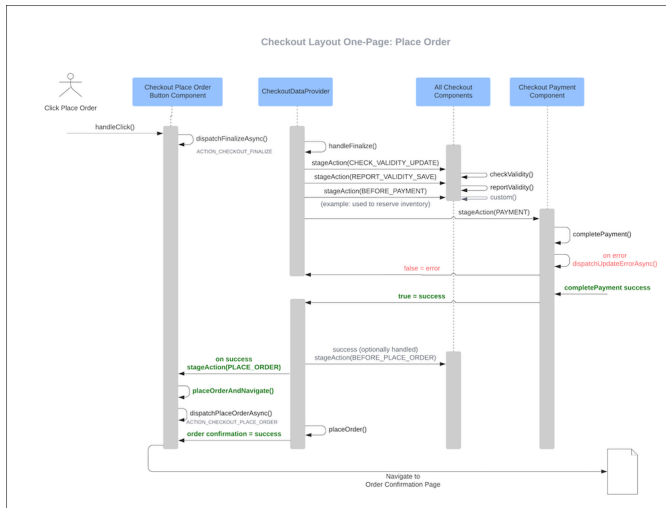 Checkout Layout One-Page: Place Order
Click Place Order
Checkout Place Order
Button Component
CheckoutDataProvider
All Checkout
Components
Checkout Payment
Component
handleClick()
dispatchFinalizeAsync()
ACTION_CHECKOUT_FINALIZE
handleFinalize()
stageAction(CHECK_VALIDITY_UPDATE)
checkValidity()
stageAction(REPORT_VALIDITY_SAVE)
reportValidity()
stageAction(BEFORE_PAYMENT)
custom()
(example: used to reserve inventory)
stageAction(PAYMENT)
completePayment()
on error
dispatchUpdateErrorAsync()
false = error
completePayment success
true = success
success (optionally handled)
stageAction(BEFORE_PLACE_ORDER)
on success
stageAction(PLACE_ORDER)
placeOrderAndNavigate()
dispatchPlaceOrderAsync()
ACTION_CHECKOUT_PLACE_ORDER
placeOrder()
order confirmation = success
Navigate to
Order Confirmation Page